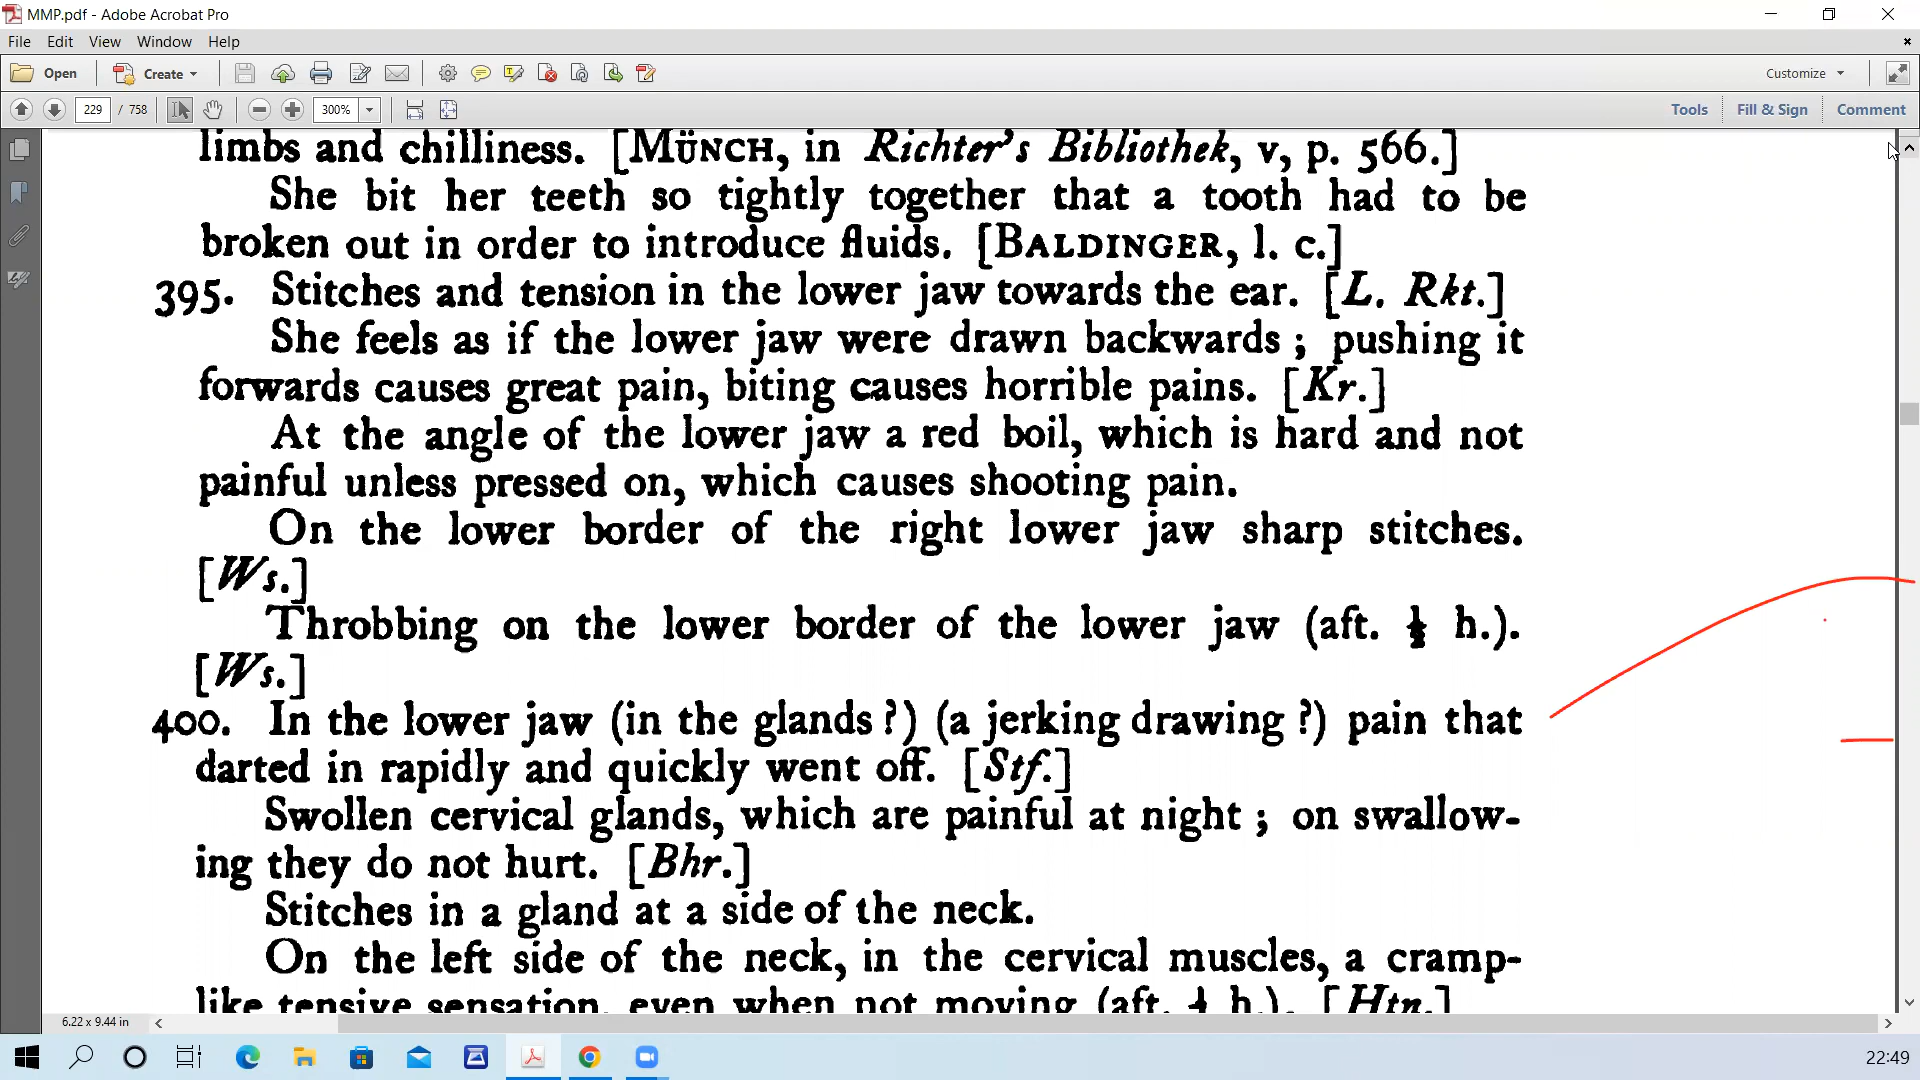 MMP.pdf - Adobe Acrobat Pro
File Edit View Window Help
Open Create Customize
229 / 758 300% Tools Fill & Sign Comment
limbs and chilliness. [MÜNCH, in Richter's Bibliothek, v, p. 566.]
She bit her teeth so tightly together that a tooth had to be
broken out in order to introduce fluids. [BALDINGER, l. c.]
395. Stitches and tension in the lower jaw towards the ear. [L. Rkt.]
She feels as if the lower jaw were drawn backwards ; pushing it
forwards causes great pain, biting causes horrible pains. [Kr.]
At the angle of the lower jaw a red boil, which is hard and not
painful unless pressed on, which causes shooting pain.
On the lower border of the right lower jaw sharp stitches.
[Ws.]
Throbbing on the lower border of the lower jaw (aft. ½ h.).
[Ws.]
400. In the lower jaw (in the glands ?) (a jerking drawing ?) pain that
darted in rapidly and quickly went off. [Stf.]
Swollen cervical glands, which are painful at night ; on swallow-
ing they do not hurt. [Bhr.]
Stitches in a gland at a side of the neck.
On the left side of the neck, in the cervical muscles, a cramp-
like tensive sensation, even when not moving (aft. h.). [Htn.]
6.22 x 9.44 in
22:49